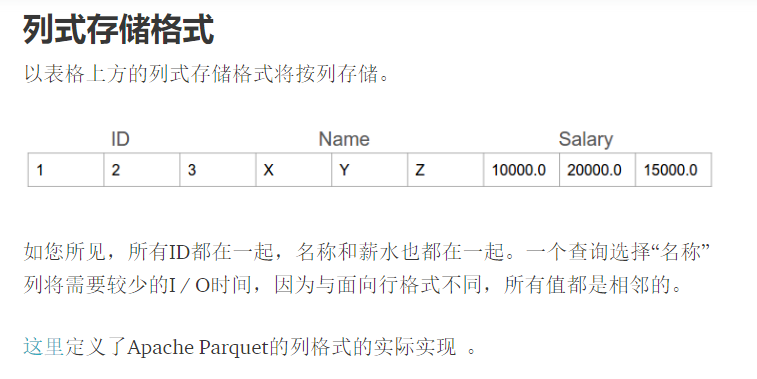 列式存储格式
以表格上方的列式存储格式将按列存储。
ID Name Salary
1 2 3 X Y Z 10000.0 20000.0 15000.0
如您所见，所有ID都在一起，名称和薪水也都在一起。一个查询选择“名称”
列将需要较少的I / O时间，因为与面向行格式不同，所有值都是相邻的。
这里定义了Apache Parquet的列格式的实际实现 。